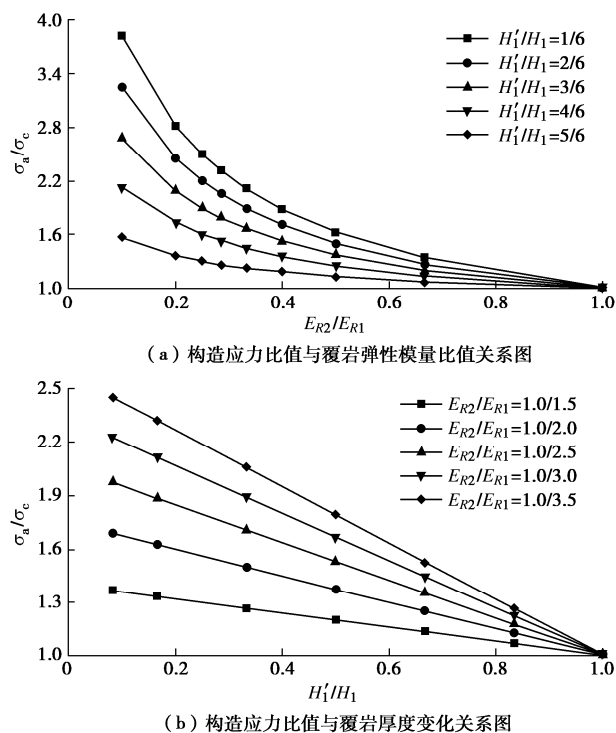 4.0
3.4
2.8
2.2
1.6
1.0
σa/σc
H1′/H1=1/6
H1′/H1=2/6
H1′/H1=3/6
H1′/H1=4/6
H1′/H1=5/6
0 0.2 0.4 0.6 0.8 1.0
ER2/ER1
（a）构造应力比值与覆岩弹性模量比值关系图
2.5
2.2
1.9
1.6
1.3
1.0
σa/σc
ER2/ER1=1.0/1.5
ER2/ER1=1.0/2.0
ER2/ER1=1.0/2.5
ER2/ER1=1.0/3.0
ER2/ER1=1.0/3.5
0 0.2 0.4 0.6 0.8 1.0
H1′/H1
（b）构造应力比值与覆岩厚度变化关系图